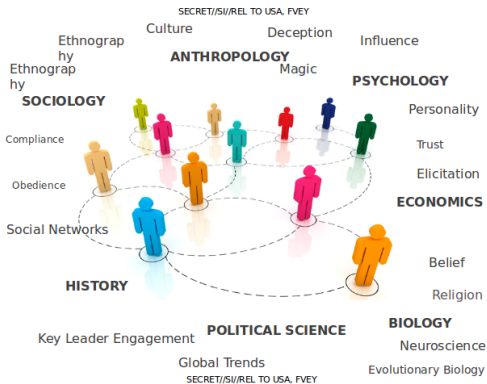 SECRET//SI//REL TO USA, FVEY
Culture
Deception
Ethnograp
hy
Influence
ANTHROPOLOGY
Ethnograp
hy
Magic
PSYCHOLOGY
SOCIOLOGY
Personality
Compliance
Trust
Elicitation
Obedience
ECONOMICS
Social Networks
Belief
HISTORY
Religion
POLITICAL SCIENCE
BIOLOGY
Key Leader Engagement
Neuroscience
Global Trends
Evolutionary Biology
SECRET//SI//REL TO USA, FVEY